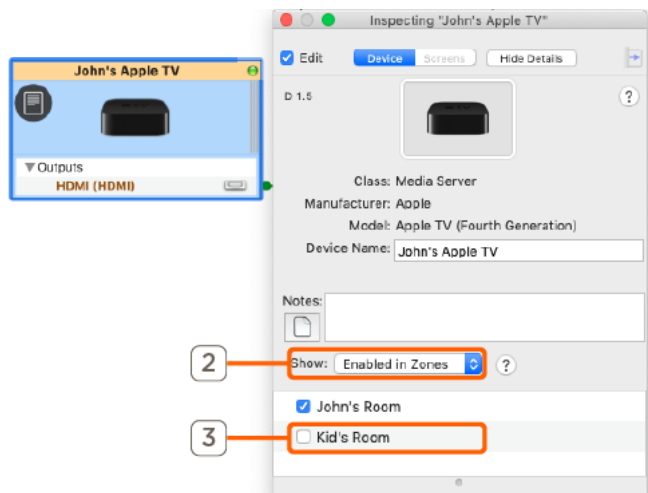 Inspecting "John's Apple TV"
Edit
Device
Screens
Hide Details
John's Apple TV
D 1.5
?
▼Outputs
HDMI (HDMI)
Class: Media Server
Manufacturer: Apple
Model: Apple TV (Fourth Generation)
Device Name: John's Apple TV
Notes:
2
Show: Enabled in Zones
?
John's Room
3
Kid's Room